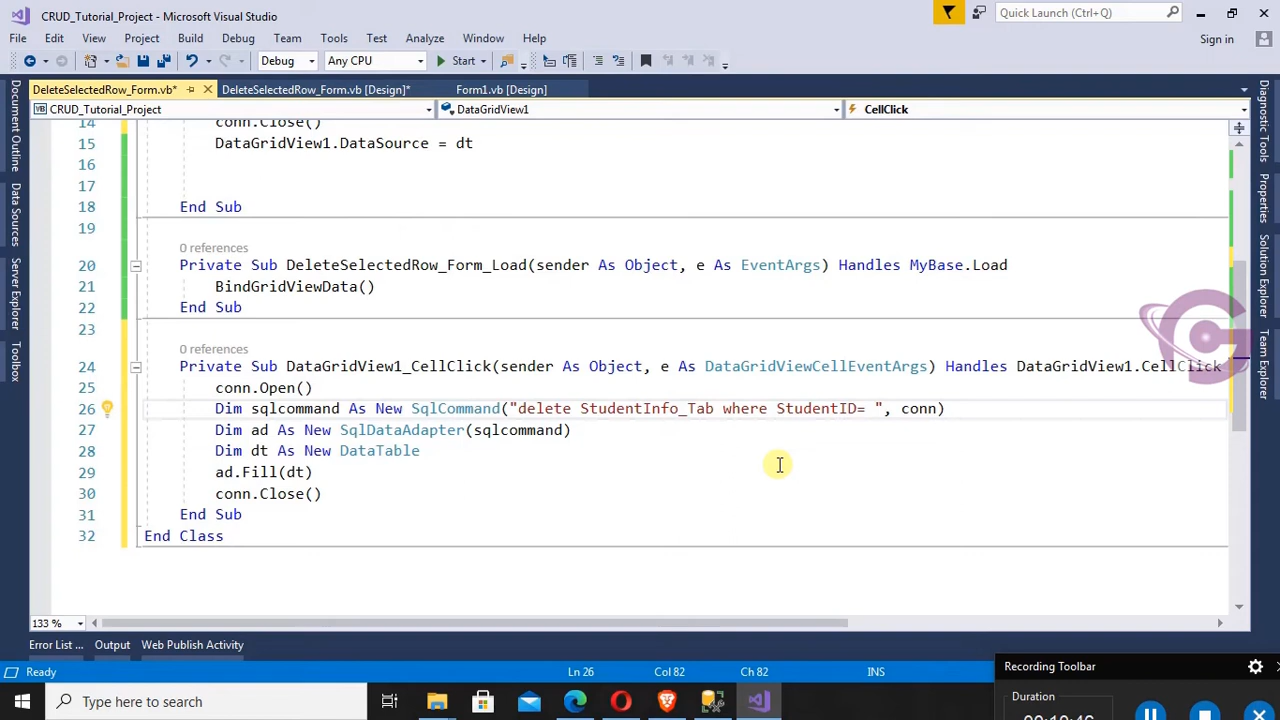 CRUD_Tutorial_Project - Microsoft Visual Studio
Quick Launch (Ctrl+Q)
File Edit View Project Build Debug Team Tools Test Analyze Window Help
Sign in
Debug Any CPU Start
DeleteSelectedRow_Form.vb* DeleteSelectedRow_Form.vb [Design]* Form1.vb [Design]
CRUD_Tutorial_Project DataGridView1 CellClick
14 conn.Close()
15 DataGridView1.DataSource = dt
16
17
18 End Sub
19
0 references
20 Private Sub DeleteSelectedRow_Form_Load(sender As Object, e As EventArgs) Handles MyBase.Load
21 BindGridViewData()
22 End Sub
23
0 references
24 Private Sub DataGridView1_CellClick(sender As Object, e As DataGridViewCellEventArgs) Handles DataGridView1.CellClick
25 conn.Open()
26 Dim sqlcommand As New SqlCommand("delete StudentInfo_Tab where StudentID= ", conn)
27 Dim ad As New SqlDataAdapter(sqlcommand)
28 Dim dt As New DataTable
29 ad.Fill(dt)
30 conn.Close()
31 End Sub
32 End Class
Document Outline
Data Sources
Server Explorer
Toolbox
Diagnostic Tools
Properties
Solution Explorer
Team Explorer
133 %
Error List ... Output Web Publish Activity
Ready Ln 26 Col 82 Ch 82 INS
Recording Toolbar
Duration
Type here to search